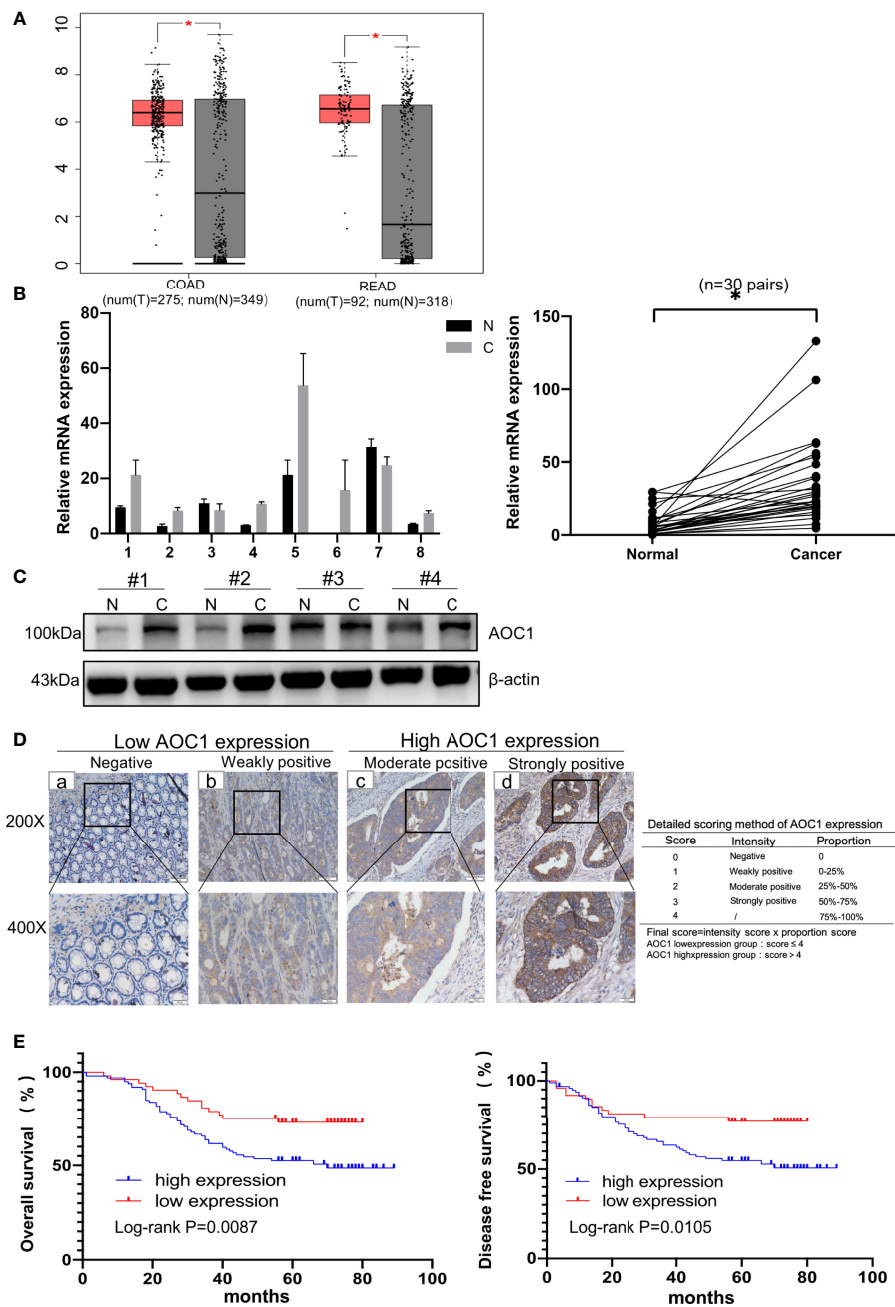 A
10
8
6
4
2
0
*
*
COAD
(num(T)=275; num(N)=349)
READ
(num(T)=92; num(N)=318)
B
Relative mRNA expression
80
60
40
20
0
1 2 3 4 5 6 7 8
N
C
(n=30 pairs)
*
Relative mRNA expression
150
100
50
0
Normal Cancer
C
#1 #2 #3 #4
N C N C N C N C
100kDa AOC1
43kDa β-actin
D
Low AOC1 expression High AOC1 expression
Negative Weakly positive Moderate pcsitive Strongly positive
a b c d
200X
400X
Detailed scoring method of AOC1 expression
Score Intensity Proportion
0 Negative 0
1 Weakly positive 0-25%
2 Moderate positive 25%-50%
3 Strongly positive 50%-75%
4 / 75%-100%
Final score=intensity score x proportion score
AOC1 lowexpression group : score ≤ 4
AOC1 highxpression group : score > 4
E
Overall survival ( % )
100
50
0
0 20 40 60 80 100
months
high expression
low expression
Log-rank P=0.0087
Disease free survival ( % )
100
50
0
0 20 40 60 80 100
months
high expression
low expression
Log-rank P=0.0105